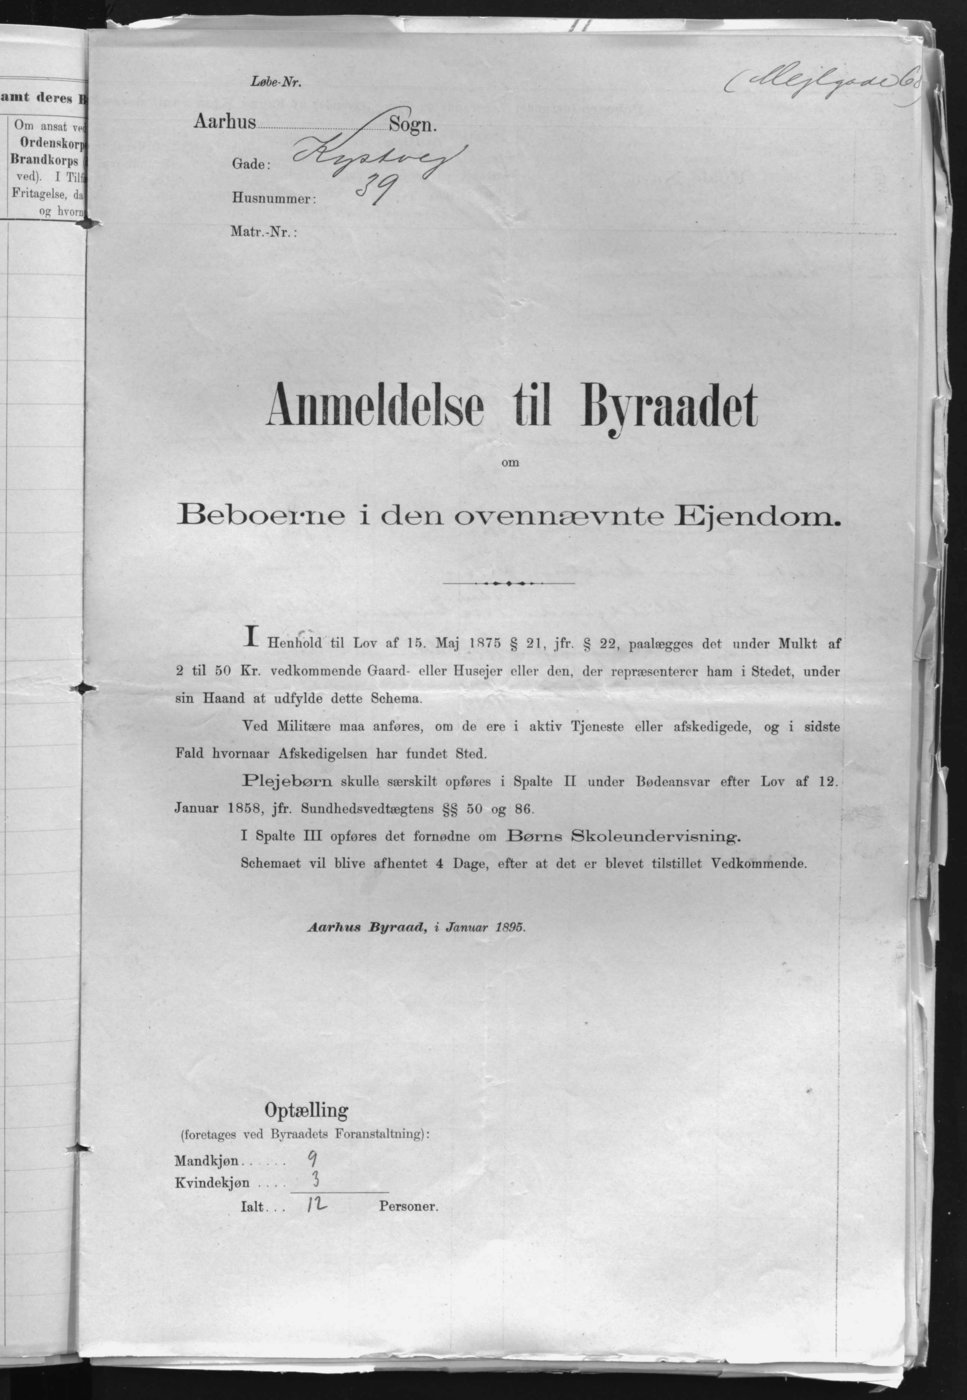 amt deres
Om ansat
Ordenskorp
Brandkorps
ved). I Tilf
Fritagelse, da
og hvorn
(Mejlgade 68)
Løbe-Nr.
Aarhus Sogn.
Gade: Kystvej
Husnummer: 39
Matr.-Nr.:
Anmeldelse til Byraadet
om
Beboerne i den ovennævnte Ejendom.
I Henhold til Lov af 15. Maj 1875 § 21, jfr. § 22, paalægges det under Mulkt af
2 til 50 Kr. vedkommende Gaard- eller Husejer eller den, der repræsenterer ham i Stedet, under
sin Haand at udfylde dette Schema.
Ved Militære maa anføres, om de ere i aktiv Tjeneste eller afskedigede, og i sidste
Fald hvornaar Afskedigelsen har fundet Sted.
Plejebørn skulle særskilt opføres i Spalte II under Bødeansvar efter Lov af 12.
Januar 1858, jfr. Sundhedsvedtægtens §§ 50 og 86.
I Spalte III opføres det fornødne om Børns Skoleundervisning.
Schemaet vil blive afhentet 4 Dage, efter at det er blevet tilstillet Vedkommende.
Aarhus Byraad, i Januar 1895.
Optælling
(foretages ved Byraadets Foranstaltning):
Mandkjøn...... 9
Kvindekjøn .... 3
Ialt... 12 Personer.